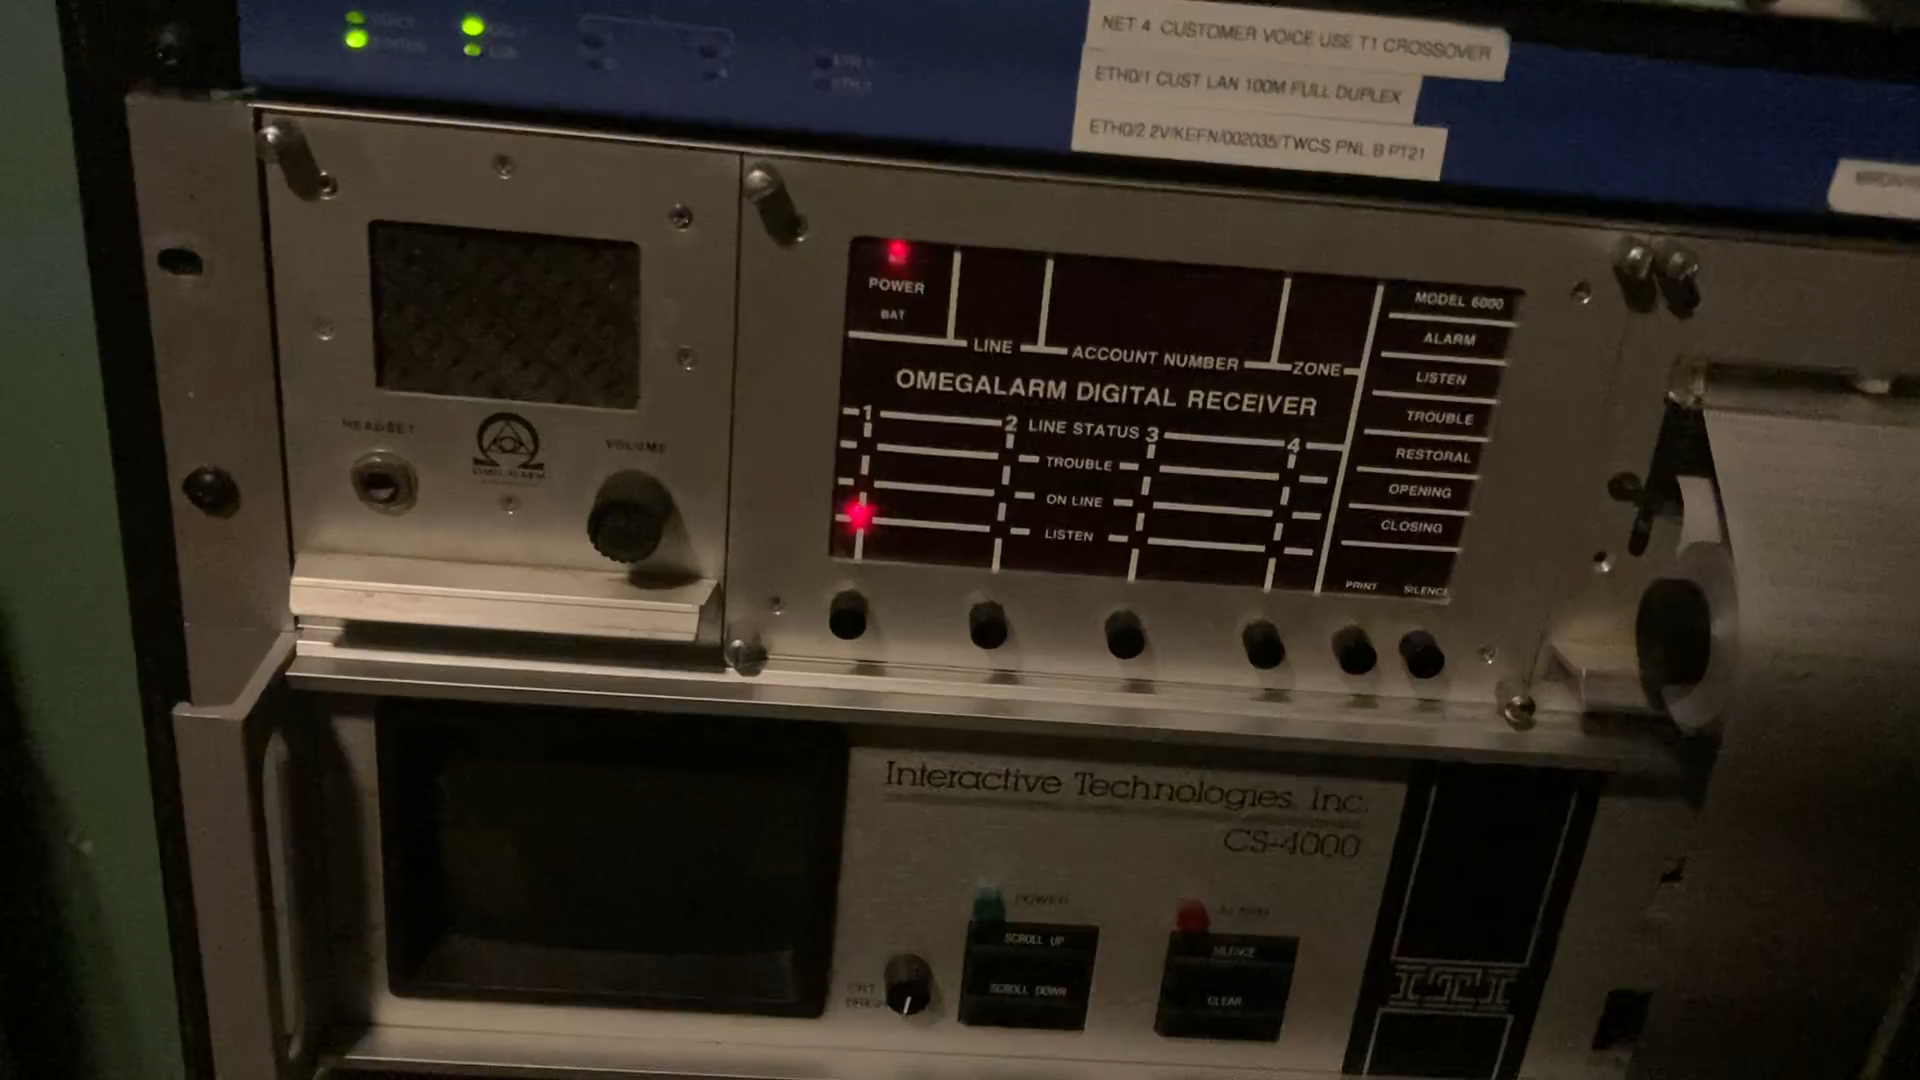 NET 4 CUSTOMER VOICE USE T1 CROSSOVER
ETH0/1 CUST LAN 100M FULL DUPLEX
ETH0/2 2V/KEFN/002035/TWCS PNL B PT21
HEADSET
OMEGALARM
VOLUME
POWER
BAT
LINE
ACCOUNT NUMBER
ZONE
OMEGALARM DIGITAL RECEIVER
1
2
LINE STATUS
3
4
TROUBLE
ON LINE
LISTEN
MODEL 6000
ALARM
LISTEN
TROUBLE
RESTORAL
OPENING
CLOSING
PRINT
SILENCE
Interactive Technologies, Inc.
CS-4000
POWER
ALARM
SCROLL UP
SCROLL DOWN
SILENCE
CLEAR
CRT